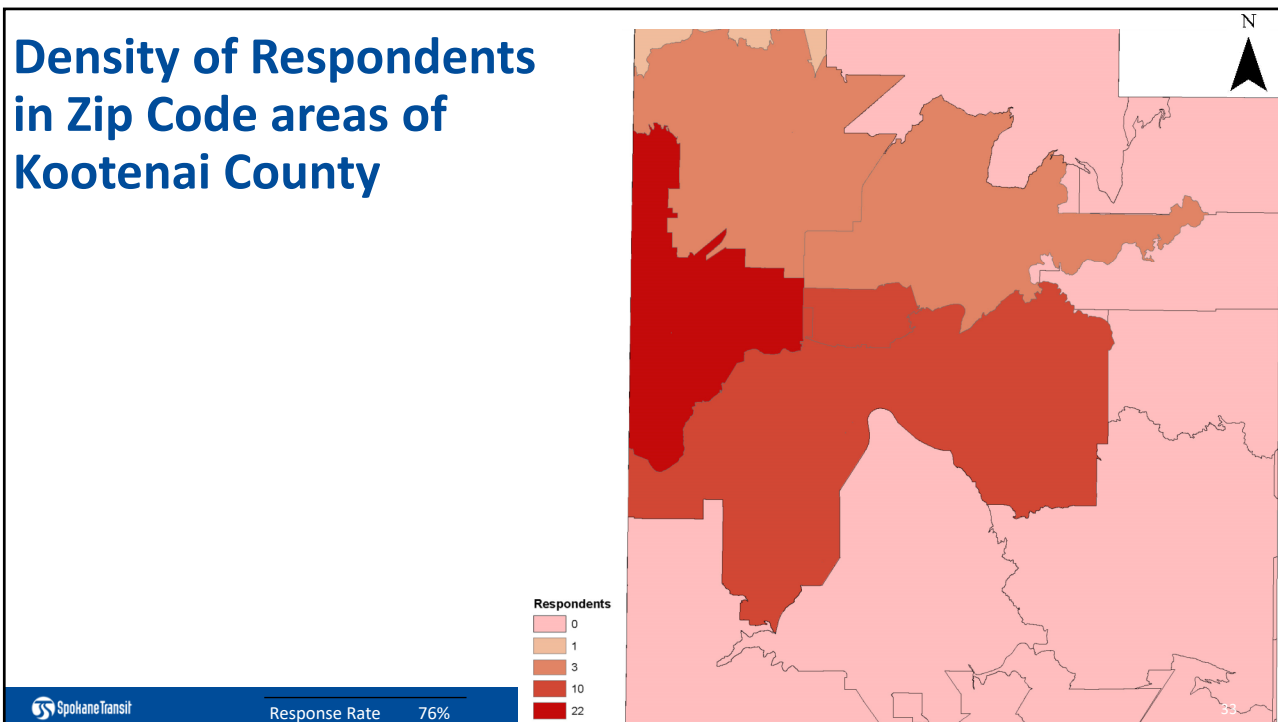 Density of Respondents
in Zip Code areas of
Kootenai County
N
Respondents
0
1
3
10
22
SpokaneTransit
Response Rate 76%
33